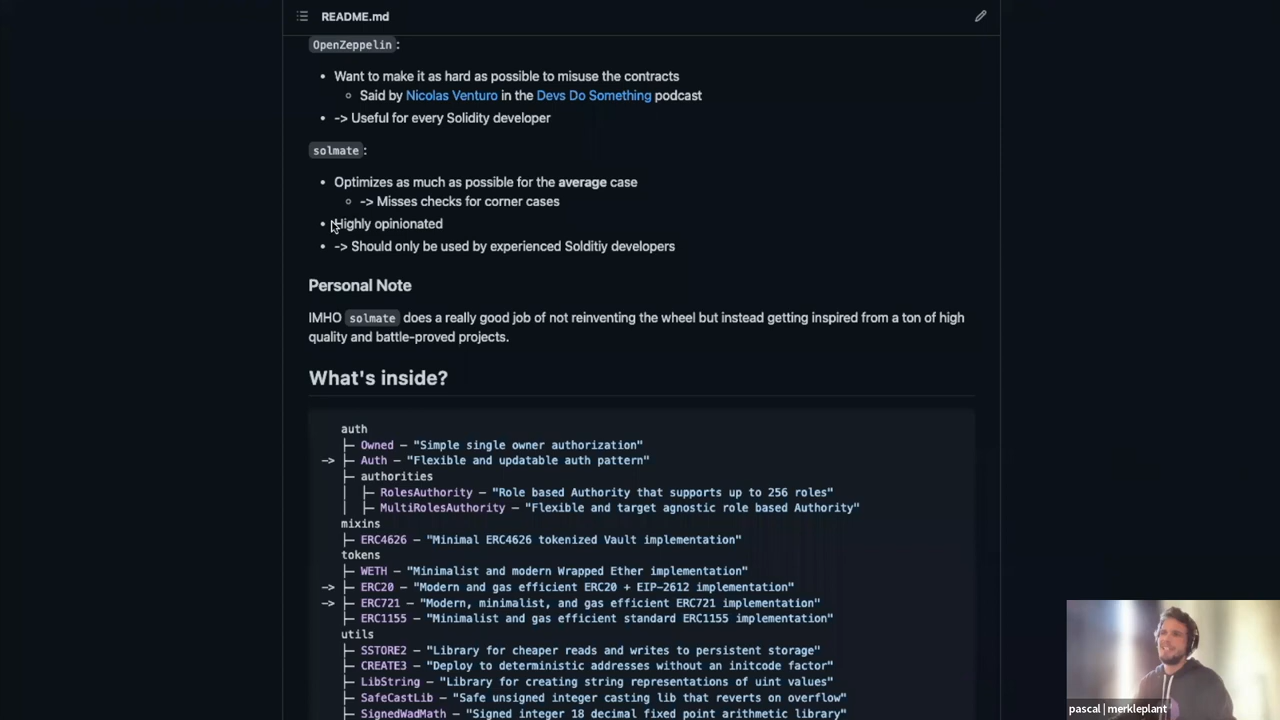 README.md
OpenZeppelin:
• Want to make it as hard as possible to misuse the contracts
◦ Said by Nicolas Venturo in the Devs Do Something podcast
• -> Useful for every Solidity developer
solmate:
• Optimizes as much as possible for the average case
◦ -> Misses checks for corner cases
• Highly opinionated
• -> Should only be used by experienced Solditiy developers
Personal Note
IMHO solmate does a really good job of not reinventing the wheel but instead getting inspired from a ton of high
quality and battle-proved projects.
What's inside?
auth
├─ Owned — "Simple single owner authorization"
-> ├─ Auth — "Flexible and updatable auth pattern"
├─ authorities
│ ├─ RolesAuthority — "Role based Authority that supports up to 256 roles"
│ ├─ MultiRolesAuthority — "Flexible and target agnostic role based Authority"
mixins
├─ ERC4626 — "Minimal ERC4626 tokenized Vault implementation"
tokens
├─ WETH — "Minimalist and modern Wrapped Ether implementation"
-> ├─ ERC20 — "Modern and gas efficient ERC20 + EIP-2612 implementation"
-> ├─ ERC721 — "Modern, minimalist, and gas efficient ERC721 implementation"
├─ ERC1155 — "Minimalist and gas efficient standard ERC1155 implementation"
utils
├─ SSTORE2 — "Library for cheaper reads and writes to persistent storage"
├─ CREATE3 — "Deploy to deterministic addresses without an initcode factor"
├─ LibString — "Library for creating string representations of uint values"
├─ SafeCastLib — "Safe unsigned integer casting lib that reverts on overflow"
├─ SignedWadMath — "Signed integer 18 decimal fixed point arithmetic library"
pascal | merkleplant